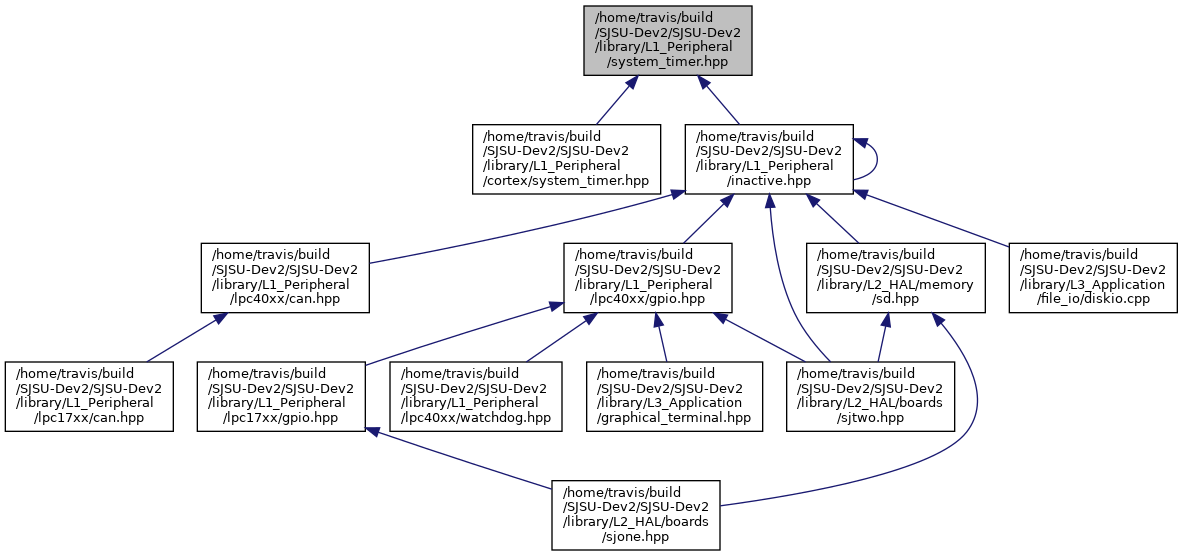 /home/travis/build
/SJSU-Dev2/SJSU-Dev2
/library/L1_Peripheral
/system_timer.hpp
/home/travis/build
/SJSU-Dev2/SJSU-Dev2
/library/L1_Peripheral
/cortex/system_timer.hpp
/home/travis/build
/SJSU-Dev2/SJSU-Dev2
/library/L1_Peripheral
/inactive.hpp
/home/travis/build
/SJSU-Dev2/SJSU-Dev2
/library/L1_Peripheral
/lpc40xx/can.hpp
/home/travis/build
/SJSU-Dev2/SJSU-Dev2
/library/L1_Peripheral
/lpc40xx/gpio.hpp
/home/travis/build
/SJSU-Dev2/SJSU-Dev2
/library/L2_HAL/memory
/sd.hpp
/home/travis/build
/SJSU-Dev2/SJSU-Dev2
/library/L3_Application
/file_io/diskio.cpp
/home/travis/build
/SJSU-Dev2/SJSU-Dev2
/library/L1_Peripheral
/lpc17xx/can.hpp
/home/travis/build
/SJSU-Dev2/SJSU-Dev2
/library/L1_Peripheral
/lpc17xx/gpio.hpp
/home/travis/build
/SJSU-Dev2/SJSU-Dev2
/library/L1_Peripheral
/lpc40xx/watchdog.hpp
/home/travis/build
/SJSU-Dev2/SJSU-Dev2
/library/L3_Application
/graphical_terminal.hpp
/home/travis/build
/SJSU-Dev2/SJSU-Dev2
/library/L2_HAL/boards
/sjtwo.hpp
/home/travis/build
/SJSU-Dev2/SJSU-Dev2
/library/L2_HAL/boards
/sjone.hpp